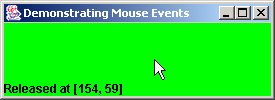 Demonstrating Mouse Events
Released at [154, 59]